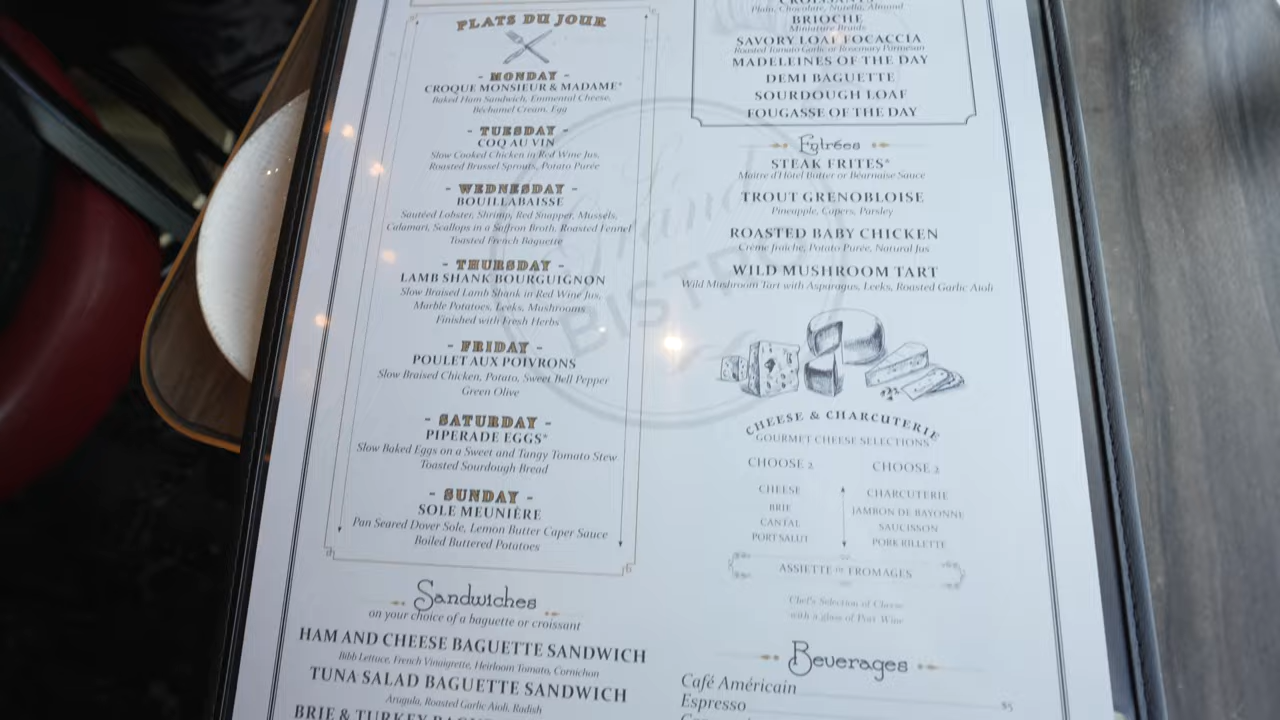 PLATS DU JOUR
- MONDAY -
CROQUE MONSIEUR & MADAME*
Baked Ham Sandwich, Emmental Cheese,
Béchamel Cream, Egg
- TUESDAY -
COQ AU VIN
Slow Cooked Chicken in Red Wine Jus,
Roasted Brussel Sprouts, Potato Purée
- WEDNESDAY -
BOUILLABAISSE
Sautéed Lobster, Shrimp, Red Snapper, Mussels,
Calamari, Scallops in a Saffron Broth, Roasted Fennel
Toasted French Baguette
- THURSDAY -
LAMB SHANK BOURGUIGNON
Slow Braised Lamb Shank in Red Wine Jus,
Marble Potatoes, Leeks, Mushrooms
Finished with Fresh Herbs
- FRIDAY -
POULET AUX POIVRONS
Slow Braised Chicken, Potato, Sweet Bell Pepper
Green Olive
- SATURDAY -
PIPERADE EGGS*
Slow Baked Eggs on a Sweet and Tangy Tomato Stew
Toasted Sourdough Bread
- SUNDAY -
SOLE MEUNIÈRE
Pan Seared Dover Sole, Lemon Butter Caper Sauce
Boiled Buttered Potatoes
Sandwiches
on your choice of a baguette or croissant
HAM AND CHEESE BAGUETTE SANDWICH
Bibb Lettuce, French Vinaigrette, Heirloom Tomato, Cornichon
TUNA SALAD BAGUETTE SANDWICH
Arugula, Roasted Garlic Aioli, Radish
BRIE & TURKEY
Plain, Chocolate, Nutella, Almond
BRIOCHE
Miniature Braids
SAVORY LOAF FOCACCIA
Roasted Tomato Garlic or Rosemary Parmesan
MADELEINES OF THE DAY
DEMI BAGUETTE
SOURDOUGH LOAF
FOUGASSE OF THE DAY
Entrées
STEAK FRITES*
Maître d'Hôtel Butter or Béarnaise Sauce
TROUT GRENOBLOISE
Pineapple, Capers, Parsley
ROASTED BABY CHICKEN
Crème fraîche, Potato Purée, Natural Jus
WILD MUSHROOM TART
Wild Mushroom Tart with Asparagus, Leeks, Roasted Garlic Aioli
Grand
BISTRO
CHEESE & CHARCUTERIE
GOURMET CHEESE SELECTIONS
CHOOSE 2
CHEESE
BRIE
CANTAL
PORT SALUT
CHOOSE 2
CHARCUTERIE
JAMBON DE BAYONNE
SAUCISSON
PORK RILLETTE
ASSIETTE DE FROMAGES
Chef's Selection of Cheese
with a glass of Port Wine
Beverages
Café Américain
Espresso $5